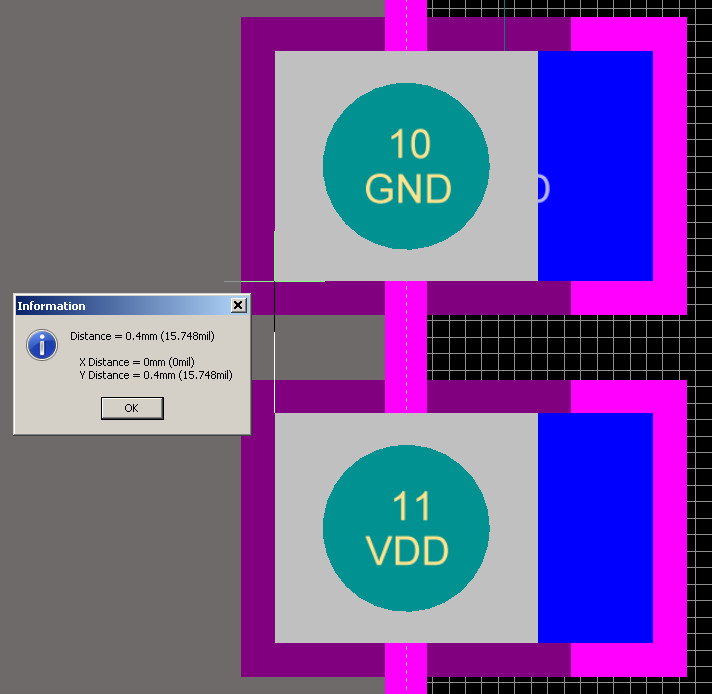 10
GND
D
Information
Distance = 0.4mm (15.748mil)
X Distance = 0mm (0mil)
Y Distance = 0.4mm (15.748mil)
OK
11
VDD